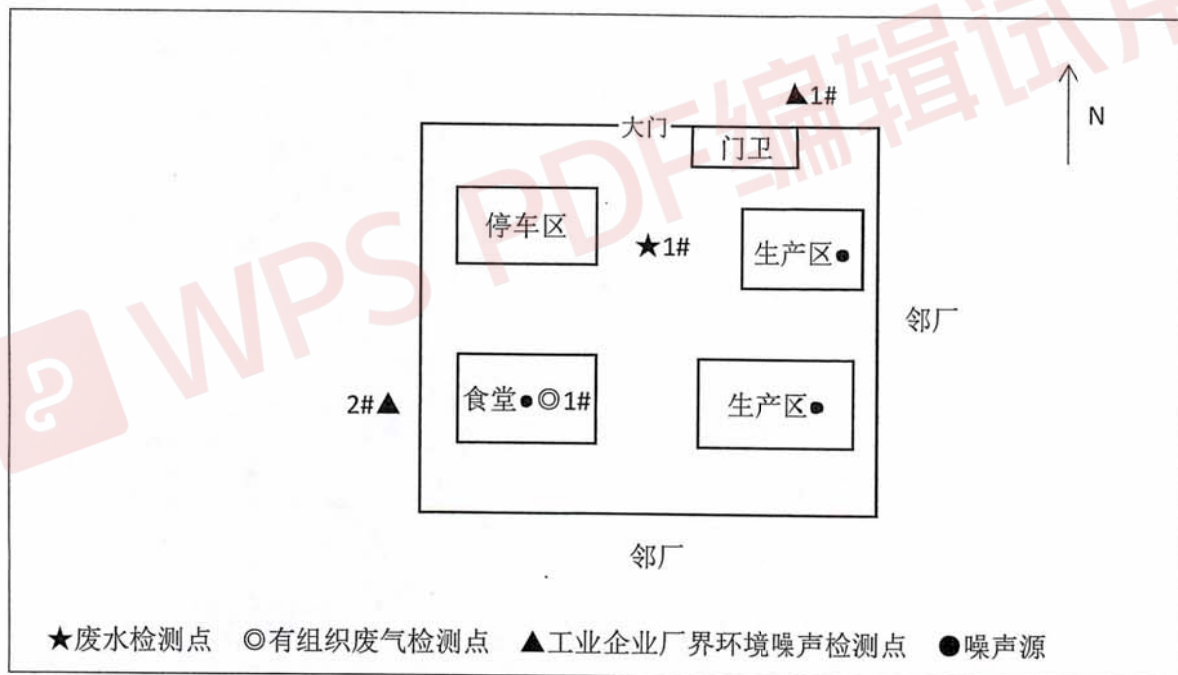 WPS PDF编辑试用
▲1#
N
大门
门卫
停车区
★1#
生产区●
邻厂
2#▲
食堂●◎1#
生产区●
邻厂
★废水检测点 ◎有组织废气检测点 ▲工业企业厂界环境噪声检测点 ●噪声源